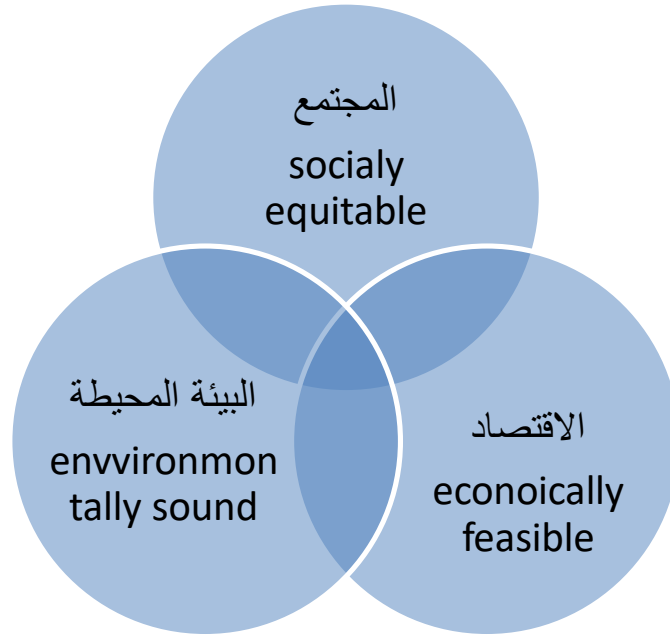 المجتمع
socialy
equitable
البيئة المحيطة
envvironmon
tally sound
الاقتصاد
econoically
feasible